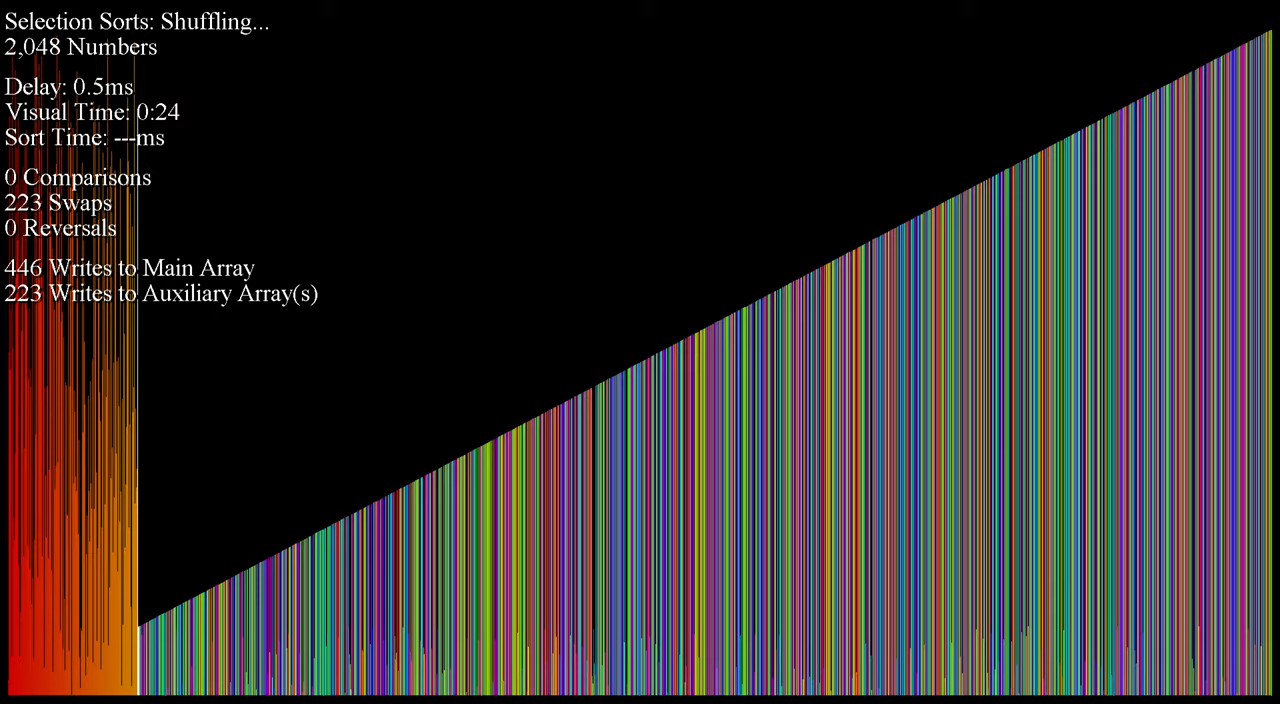 Selection Sorts: Shuffling...
2,048 Numbers
Delay: 0.5ms
Visual Time: 0:24
Sort Time: ---ms
0 Comparisons
223 Swaps
0 Reversals
446 Writes to Main Array
223 Writes to Auxiliary Array(s)